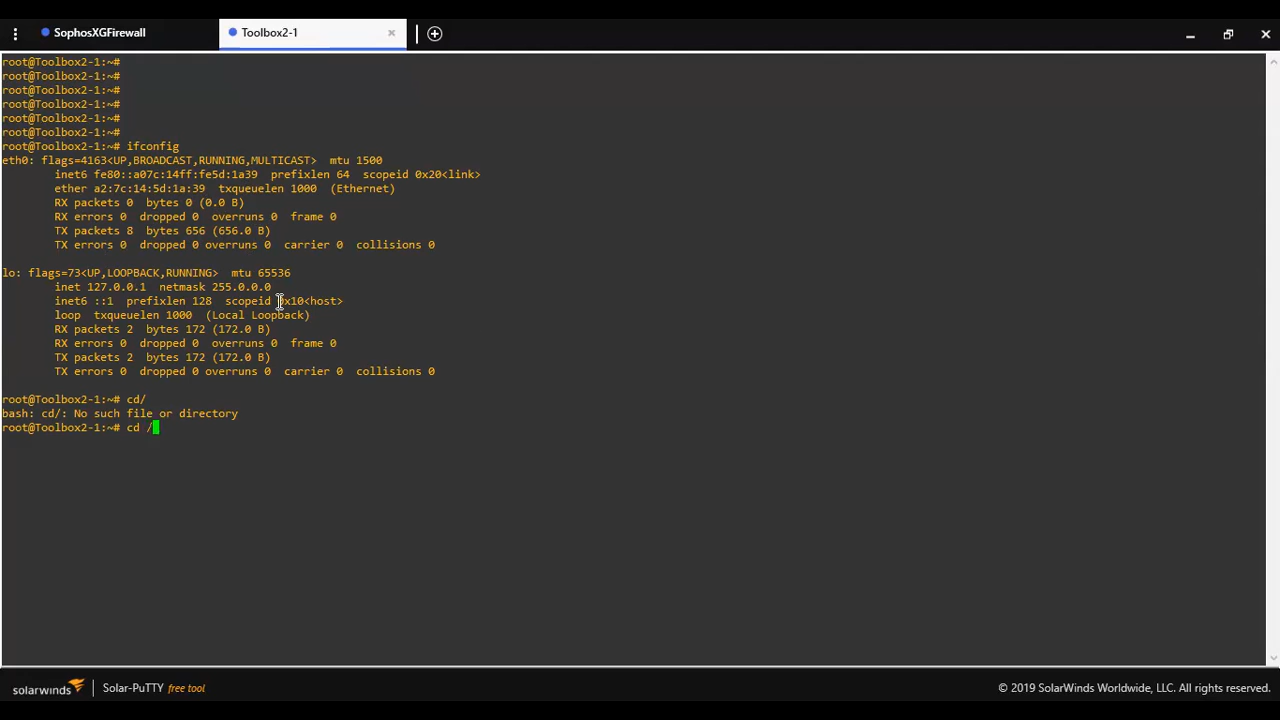 SophosXGFirewall
Toolbox2-1
root@Toolbox2-1:~#
root@Toolbox2-1:~#
root@Toolbox2-1:~#
root@Toolbox2-1:~#
root@Toolbox2-1:~#
root@Toolbox2-1:~#
root@Toolbox2-1:~# ifconfig
eth0: flags=4163<UP,BROADCAST,RUNNING,MULTICAST>  mtu 1500
        inet6 fe80::a07c:14ff:fe5d:1a39  prefixlen 64  scopeid 0x20<link>
        ether a2:7c:14:5d:1a:39  txqueuelen 1000  (Ethernet)
        RX packets 0  bytes 0 (0.0 B)
        RX errors 0  dropped 0  overruns 0  frame 0
        TX packets 8  bytes 656 (656.0 B)
        TX errors 0  dropped 0 overruns 0  carrier 0  collisions 0
lo: flags=73<UP,LOOPBACK,RUNNING>  mtu 65536
        inet 127.0.0.1  netmask 255.0.0.0
        inet6 ::1  prefixlen 128  scopeid 0x10<host>
        loop  txqueuelen 1000  (Local Loopback)
        RX packets 2  bytes 172 (172.0 B)
        RX errors 0  dropped 0  overruns 0  frame 0
        TX packets 2  bytes 172 (172.0 B)
        TX errors 0  dropped 0 overruns 0  carrier 0  collisions 0
root@Toolbox2-1:~# cd/
bash: cd/: No such file or directory
root@Toolbox2-1:~# cd /
solarwinds Solar-PuTTY free tool © 2019 SolarWinds Worldwide, LLC. All rights reserved.